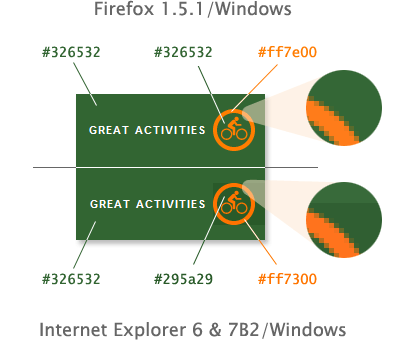 Firefox 1.5.1/Windows
#326532 #326532 #ff7e00
GREAT ACTIVITIES
GREAT ACTIVITIES
#326532 #295a29 #ff7300
Internet Explorer 6 & 7B2/Windows